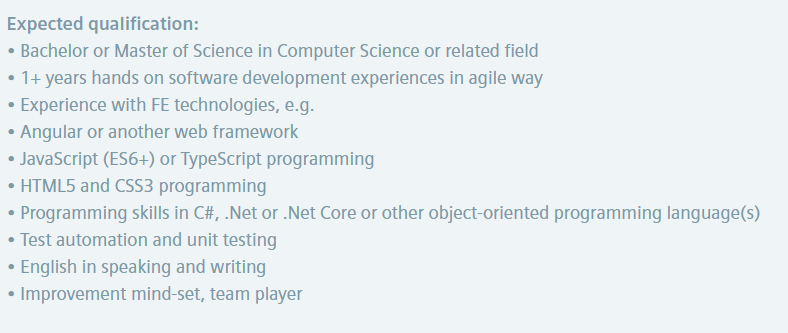 Expected qualification:
• Bachelor or Master of Science in Computer Science or related field
• 1+ years hands on software development experiences in agile way
• Experience with FE technologies, e.g.
• Angular or another web framework
• JavaScript (ES6+) or TypeScript programming
• HTML5 and CSS3 programming
• Programming skills in C#, .Net or .Net Core or other object-oriented programming language(s)
• Test automation and unit testing
• English in speaking and writing
• Improvement mind-set, team player